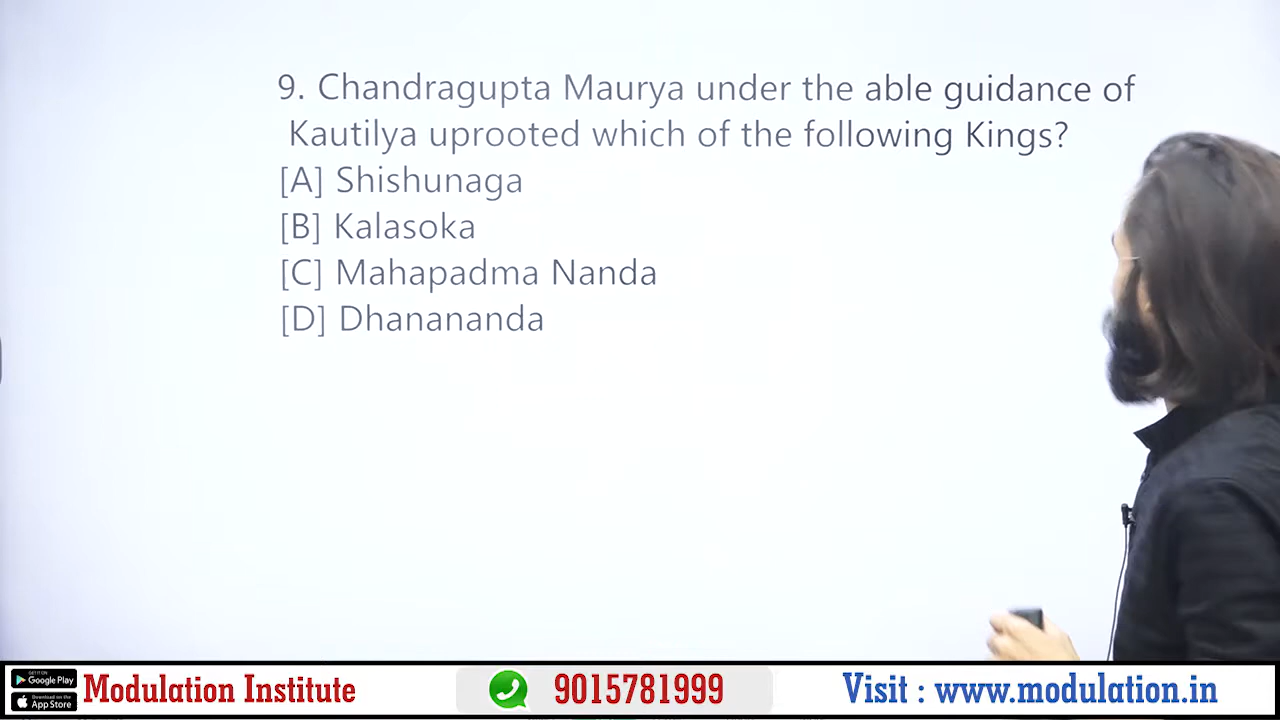 9. Chandragupta Maurya under the able guidance of
Kautilya uprooted which of the following Kings?
[A] Shishunaga
[B] Kalasoka
[C] Mahapadma Nanda
[D] Dhanananda
GET IT ON
Google Play
Download on the
App Store
Modulation Institute
9015781999
Visit : www.modulation.in